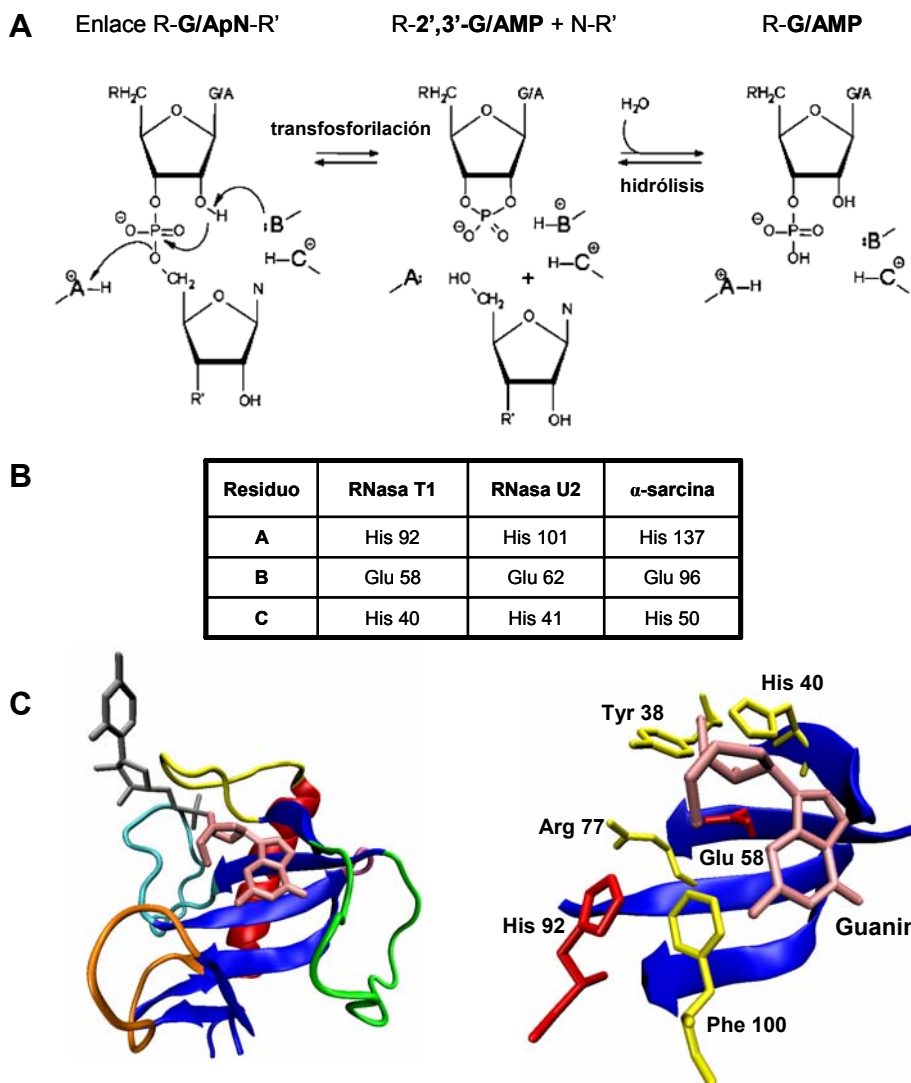 A
Enlace R-G/ApN-R' R-2',3'-G/AMP + N-R' R-G/AMP
RH₂C O G/A RH₂C O G/A RH₂C O G/A
transfosforilación H₂O hidrólisis
O O H :B O O H-B⊖ O OH
⊖ O-P=O H-C⊖ P ⊖ O O ⊖ O-P=O :B
O CH₂ A: HO CH₂ + H-C⊕ OH H-C⊕
⊕ A-H O N O N ⊕ A-H
R' OH R' OH
B
Residuo RNasa T1 RNasa U2 α-sarcina
A His 92 His 101 His 137
B Glu 58 Glu 62 Glu 96
C His 40 His 41 His 50
C
His 40
Tyr 38
Arg 77
Glu 58
His 92
Guanin
Phe 100